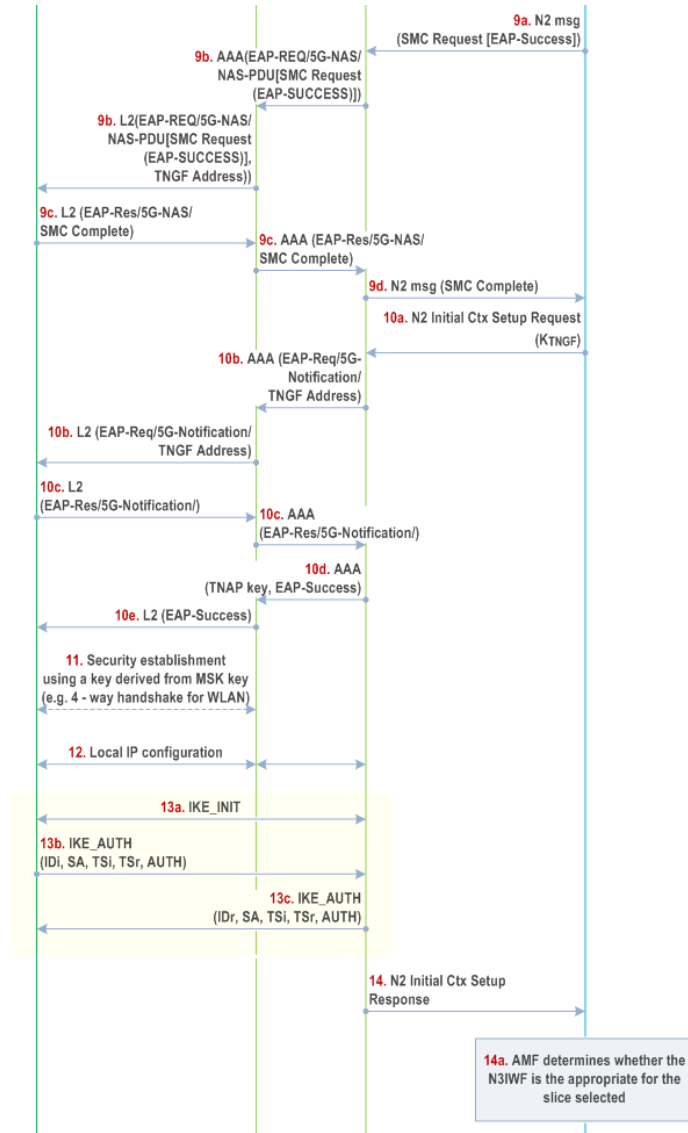 9a. N2 msg
(SMC Request [EAP-Success])
9b. AAA(EAP-REQ/5G-NAS/
NAS-PDU[SMC Request
(EAP-SUCCESS)])
9b. L2(EAP-REQ/5G-NAS/
NAS-PDU[SMC Request
(EAP-SUCCESS)],
TNGF Address))
9c. L2 (EAP-Res/5G-NAS/
SMC Complete)
9c. AAA (EAP-Res/5G-NAS/
SMC Complete)
9d. N2 msg (SMC Complete)
10a. N2 Initial Ctx Setup Request
(KTNGF)
10b. AAA (EAP-Req/5G-
Notification/
TNGF Address)
10b. L2 (EAP-Req/5G-Notification/
TNGF Address)
10c. L2
(EAP-Res/5G-Notification/)
10c. AAA
(EAP-Res/5G-Notification/)
10d. AAA
(TNAP key, EAP-Success)
10e. L2 (EAP-Success)
11. Security establishment
using a key derived from MSK key
(e.g. 4 - way handshake for WLAN)
12. Local IP configuration
13a. IKE_INIT
13b. IKE_AUTH
(IDi, SA, TSi, TSr, AUTH)
13c. IKE_AUTH
(IDr, SA, TSi, TSr, AUTH)
14. N2 Initial Ctx Setup
Response
14a. AMF determines whether the
N3IWF is the appropriate for the
slice selected